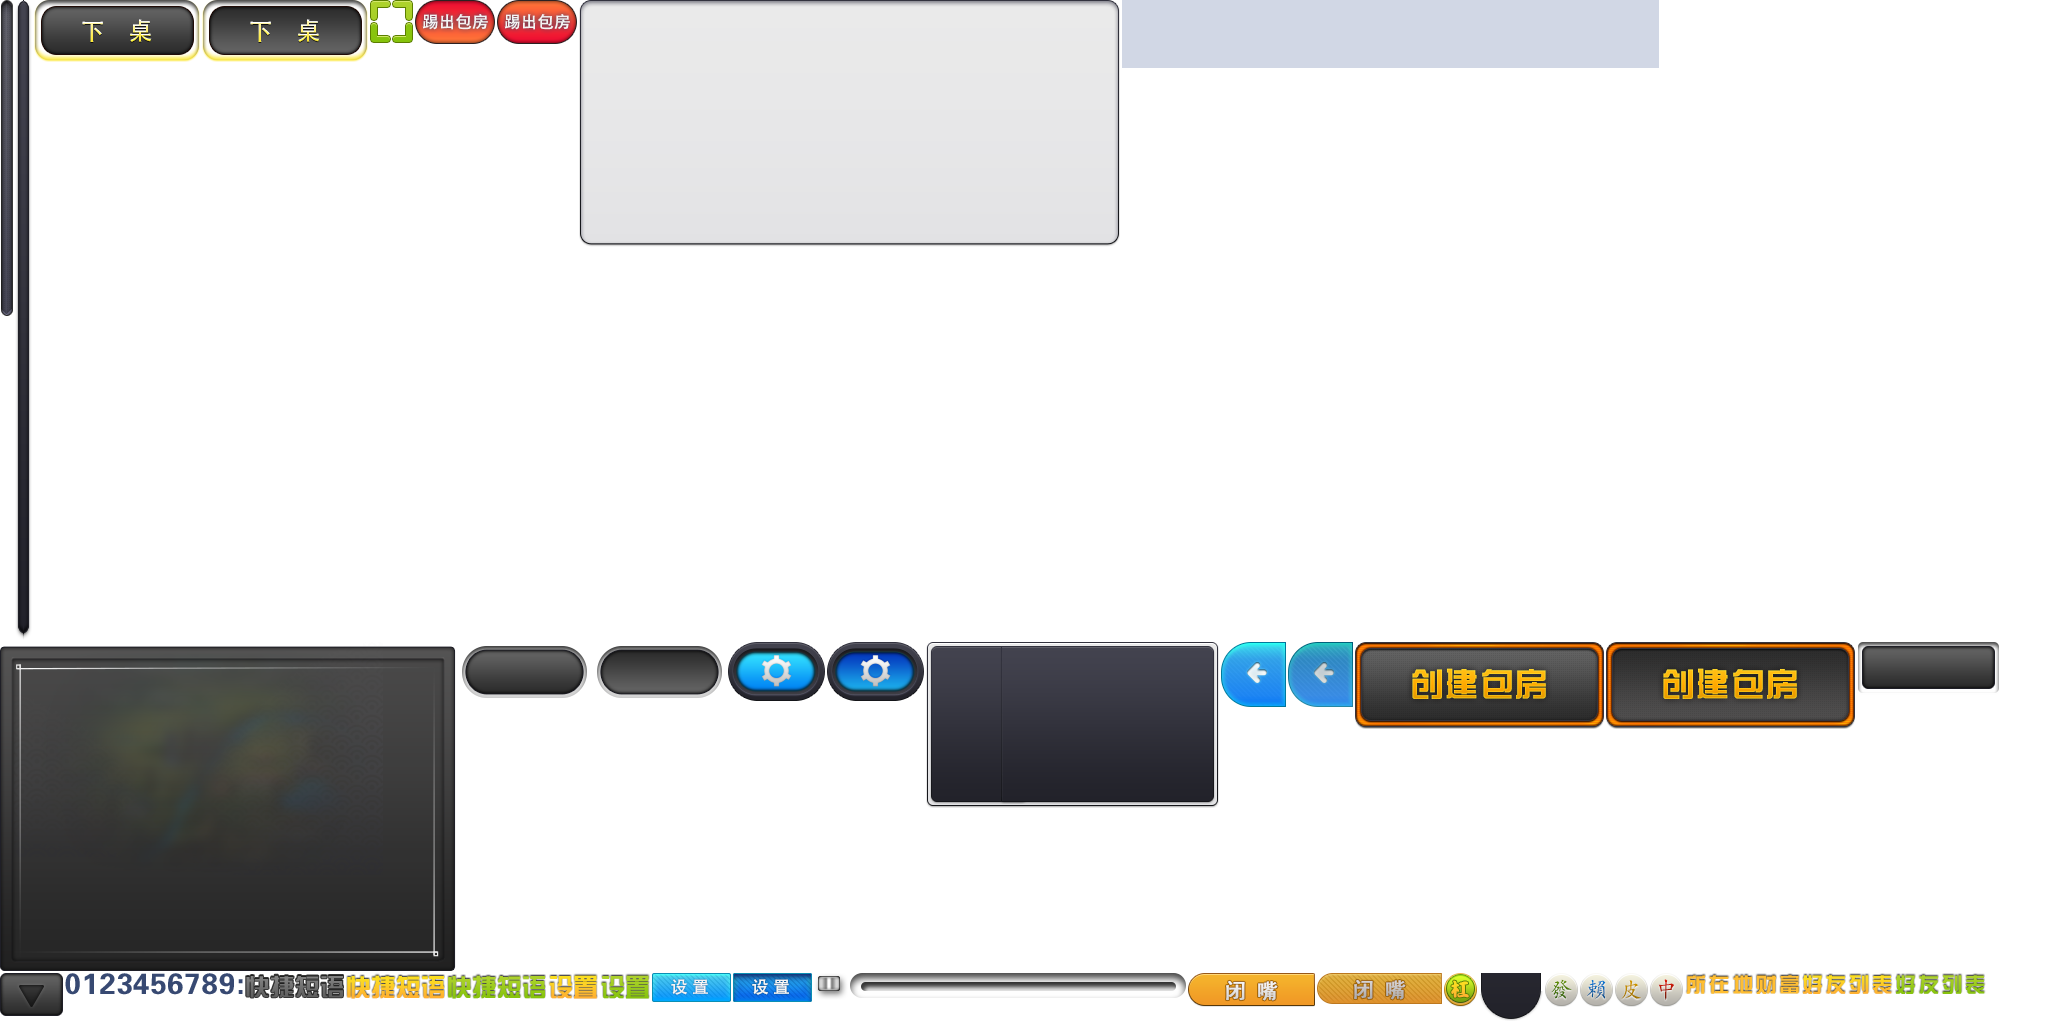 下 桌
下 桌
踢出包房
踢出包房
创建包房
创建包房
0123456789:
快捷短语
快捷短语
快捷短语
设置
设置
设 置
设 置
闭 嘴
闭 嘴
杠
發
賴
皮
中
所在地
财富
好友列表
好友列表